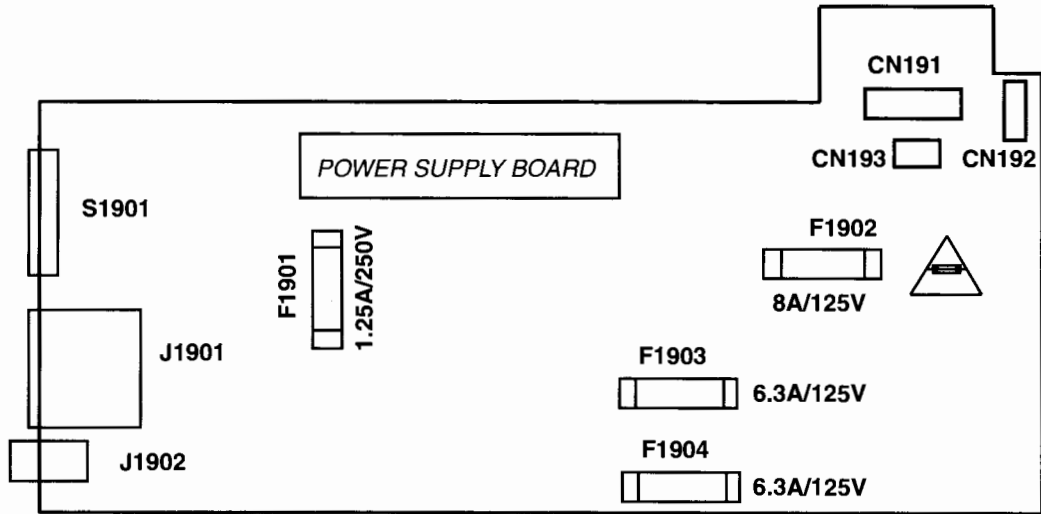 CN191
POWER SUPPLY BOARD
CN193
CN192
S1901
F1902
F1901
1.25A/250V
8A/125V
J1901
F1903
6.3A/125V
J1902
F1904
6.3A/125V